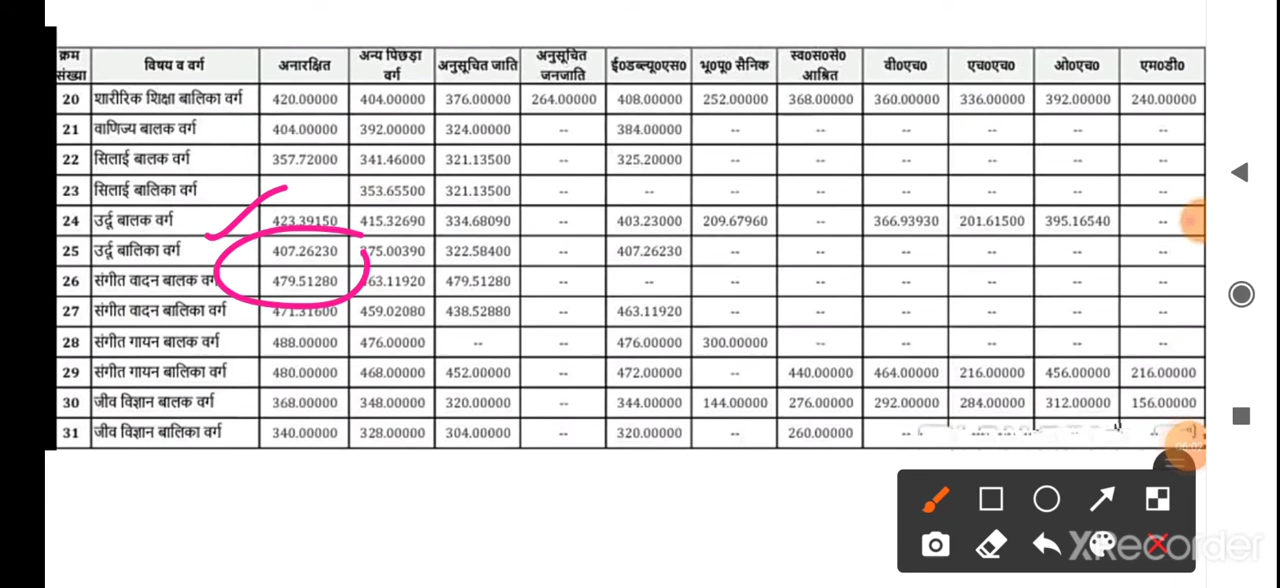 क्रम संख्या विषय व वर्ग अनारक्षित अन्य पिछड़ा वर्ग अनुसूचित जाति अनुसूचित जनजाति ई०डब्ल्यू०एस० भू०पू० सैनिक स्व०स०से० आश्रित वी०एच० एच०एच० ओ०एच० एम०डी०
20 शारीरिक शिक्षा बालिका वर्ग 420.00000 404.00000 376.00000 264.00000 408.00000 252.00000 368.00000 360.00000 336.00000 392.00000 240.00000
21 वाणिज्य बालक वर्ग 404.00000 392.00000 324.00000 -- 384.00000 -- -- -- -- -- --
22 सिलाई बालक वर्ग 357.72000 341.46000 321.13500 -- 325.20000 -- -- -- -- -- --
23 सिलाई बालिका वर्ग 353.65500 321.13500 -- -- -- -- -- -- -- --
24 उर्दू बालक वर्ग 423.39150 415.32690 334.68090 -- 403.23000 209.67960 -- 366.93930 201.61500 395.16540 --
25 उर्दू बालिका वर्ग 407.26230 375.00390 322.58400 -- 407.26230 -- -- -- -- -- --
26 संगीत वादन बालक वर्ग 479.51280 463.11920 479.51280 -- -- -- -- -- -- -- --
27 संगीत वादन बालिका वर्ग 471.31600 459.02080 438.52880 -- 463.11920 -- -- -- -- -- --
28 संगीत गायन बालक वर्ग 488.00000 476.00000 -- -- 476.00000 300.00000 -- -- -- -- --
29 संगीत गायन बालिका वर्ग 480.00000 468.00000 452.00000 -- 472.00000 -- 440.00000 464.00000 216.00000 456.00000 216.00000
30 जीव विज्ञान बालक वर्ग 368.00000 348.00000 320.00000 -- 344.00000 144.00000 276.00000 292.00000 284.00000 312.00000 156.00000
31 जीव विज्ञान बालिका वर्ग 340.00000 328.00000 304.00000 -- 320.00000 -- 260.00000 -- -- --
06:02
XRecorder